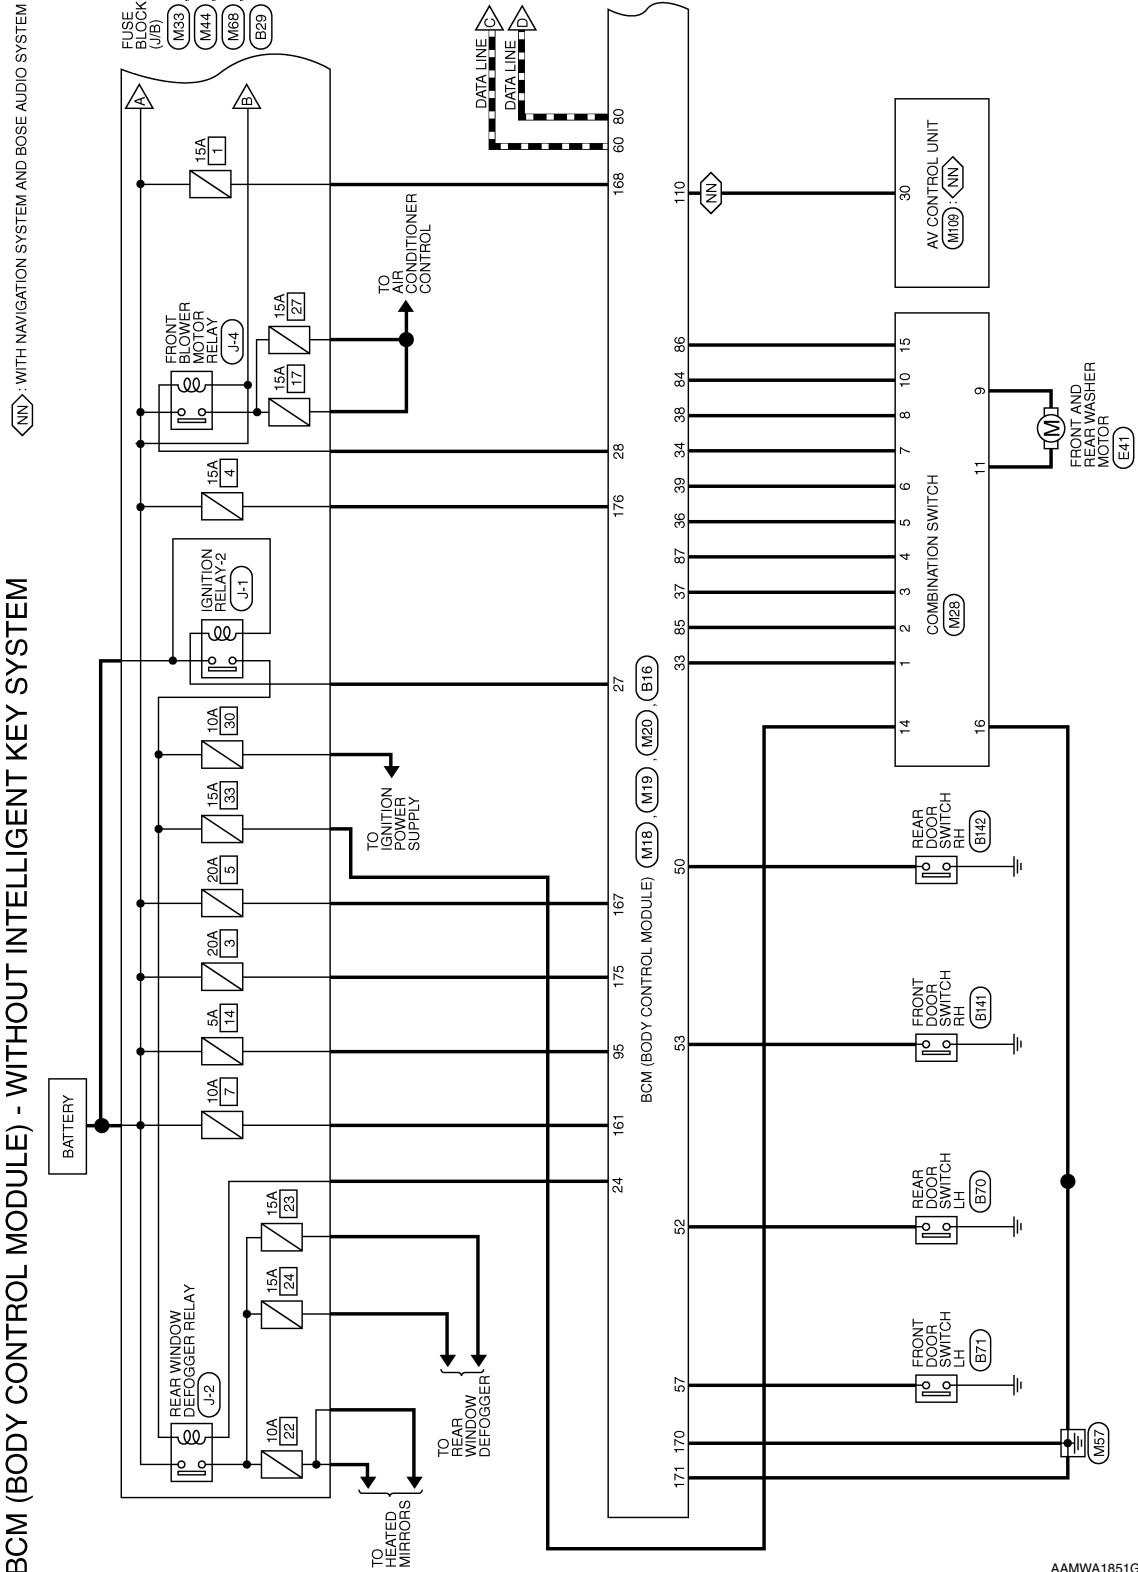 BCM (BODY CONTROL MODULE) - WITHOUT INTELLIGENT KEY SYSTEM
NN : WITH NAVIGATION SYSTEM AND BOSE AUDIO SYSTEM
BATTERY
FUSE
BLOCK
(J/B)
M33 ,
M44 ,
M68 ,
B29
REAR WINDOW
DEFOGGER RELAY
J-2
10A
22
15A
24
15A
23
10A
7
5A
14
20A
3
20A
5
15A
33
10A
30
IGNITION
RELAY-2
J-1
15A
4
FRONT
BLOWER
MOTOR
RELAY
J-4
15A
17
15A
27
15A
1
A
B
TO
HEATED
MIRRORS
TO
REAR
WINDOW
DEFOGGER
TO
IGNITION
POWER
SUPPLY
TO
AIR
CONDITIONER
CONTROL
DATA LINE
C
DATA LINE
D
24
161
95
175
167
27
176
28
168
60
80
BCM (BODY CONTROL MODULE) M18 , M19 , M20 , B16
171
170
57
52
53
50
33
85
37
87
36
39
34
38
84
86
110
NN
14
1
2
3
4
5
6
7
8
10
15
30
COMBINATION SWITCH
M28
16
11
9
AV CONTROL UNIT
M109 : NN
FRONT
DOOR
SWITCH
LH
B71
REAR
DOOR
SWITCH
LH
B70
FRONT
DOOR
SWITCH
RH
B141
REAR
DOOR
SWITCH
RH
B142
M
FRONT AND
REAR WASHER
MOTOR
E41
M57
AAMWA1851G